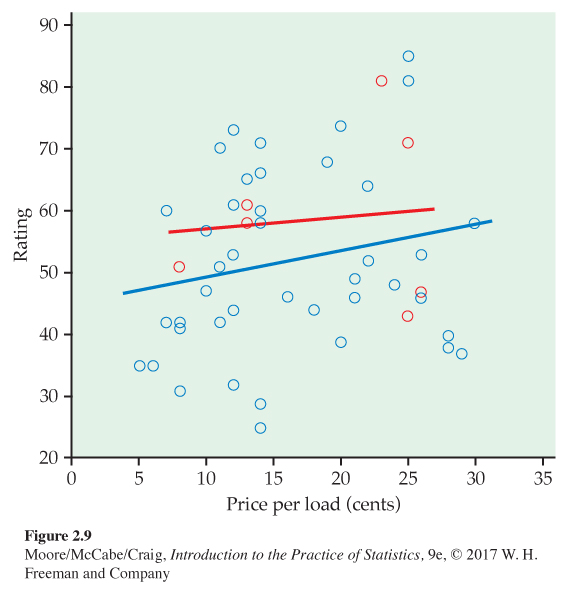 90
80
70
60
50
40
30
20
Rating
0 5 10 15 20 25 30 35
Price per load (cents)
Figure 2.9
Moore/McCabe/Craig, Introduction to the Practice of Statistics, 9e, © 2017 W. H.
Freeman and Company